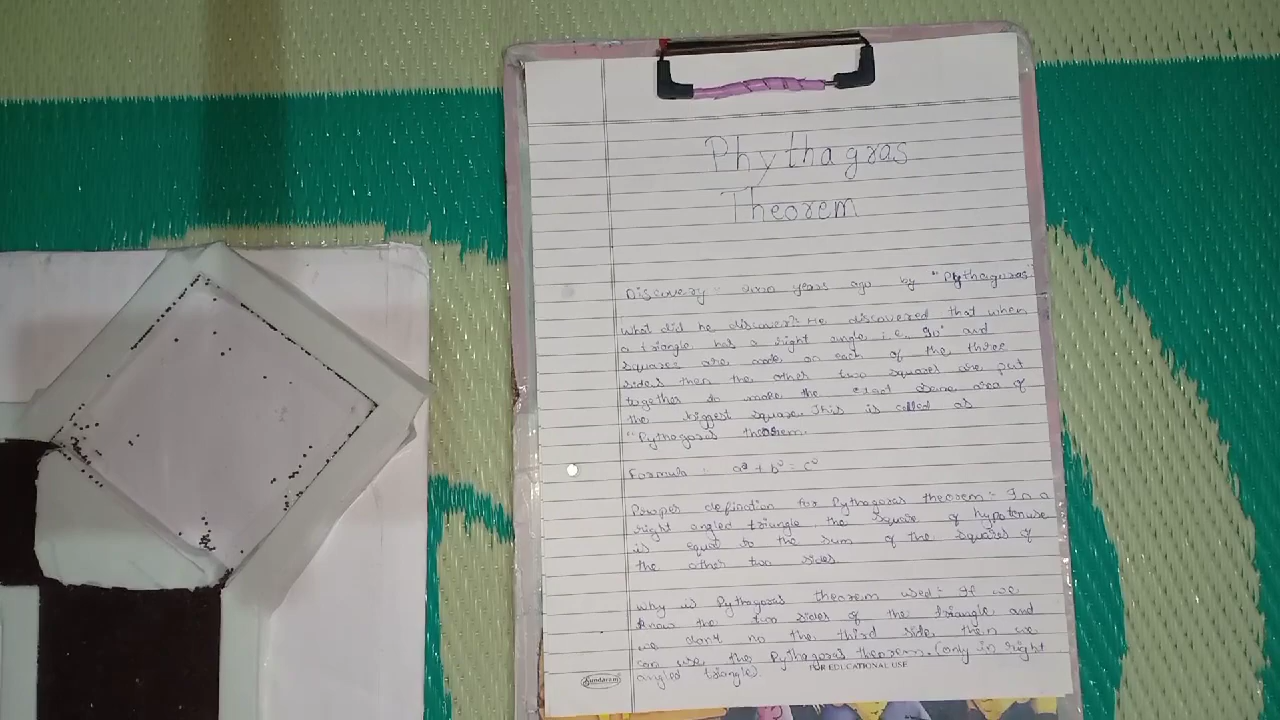 Phythagras
Theorem
Discovery :- 2000 years ago by "Pythaguras"
What did he discover?:- He discovered that when
a triangle has a right angle i.e. 90° and
squares are made on each of the three
sides then the other two squares are put
together to make the exact same area of
the biggest square. This is called as
"Pythagoras theorem.
Formula : a² + b² = c²
Proper defination for Pythagoras theorem :- In a
right angled triangle, the square of hypotenuse
is equal to the sum of the squares of
the other two sides.
Why is Pythagoras theorem used :- If we
know the two sides of the triangle and
we don't no the third side, then we
can use the Pythagoras theorem. (only in right
angled triangle).
Sundaram
FOR EDUCATIONAL USE